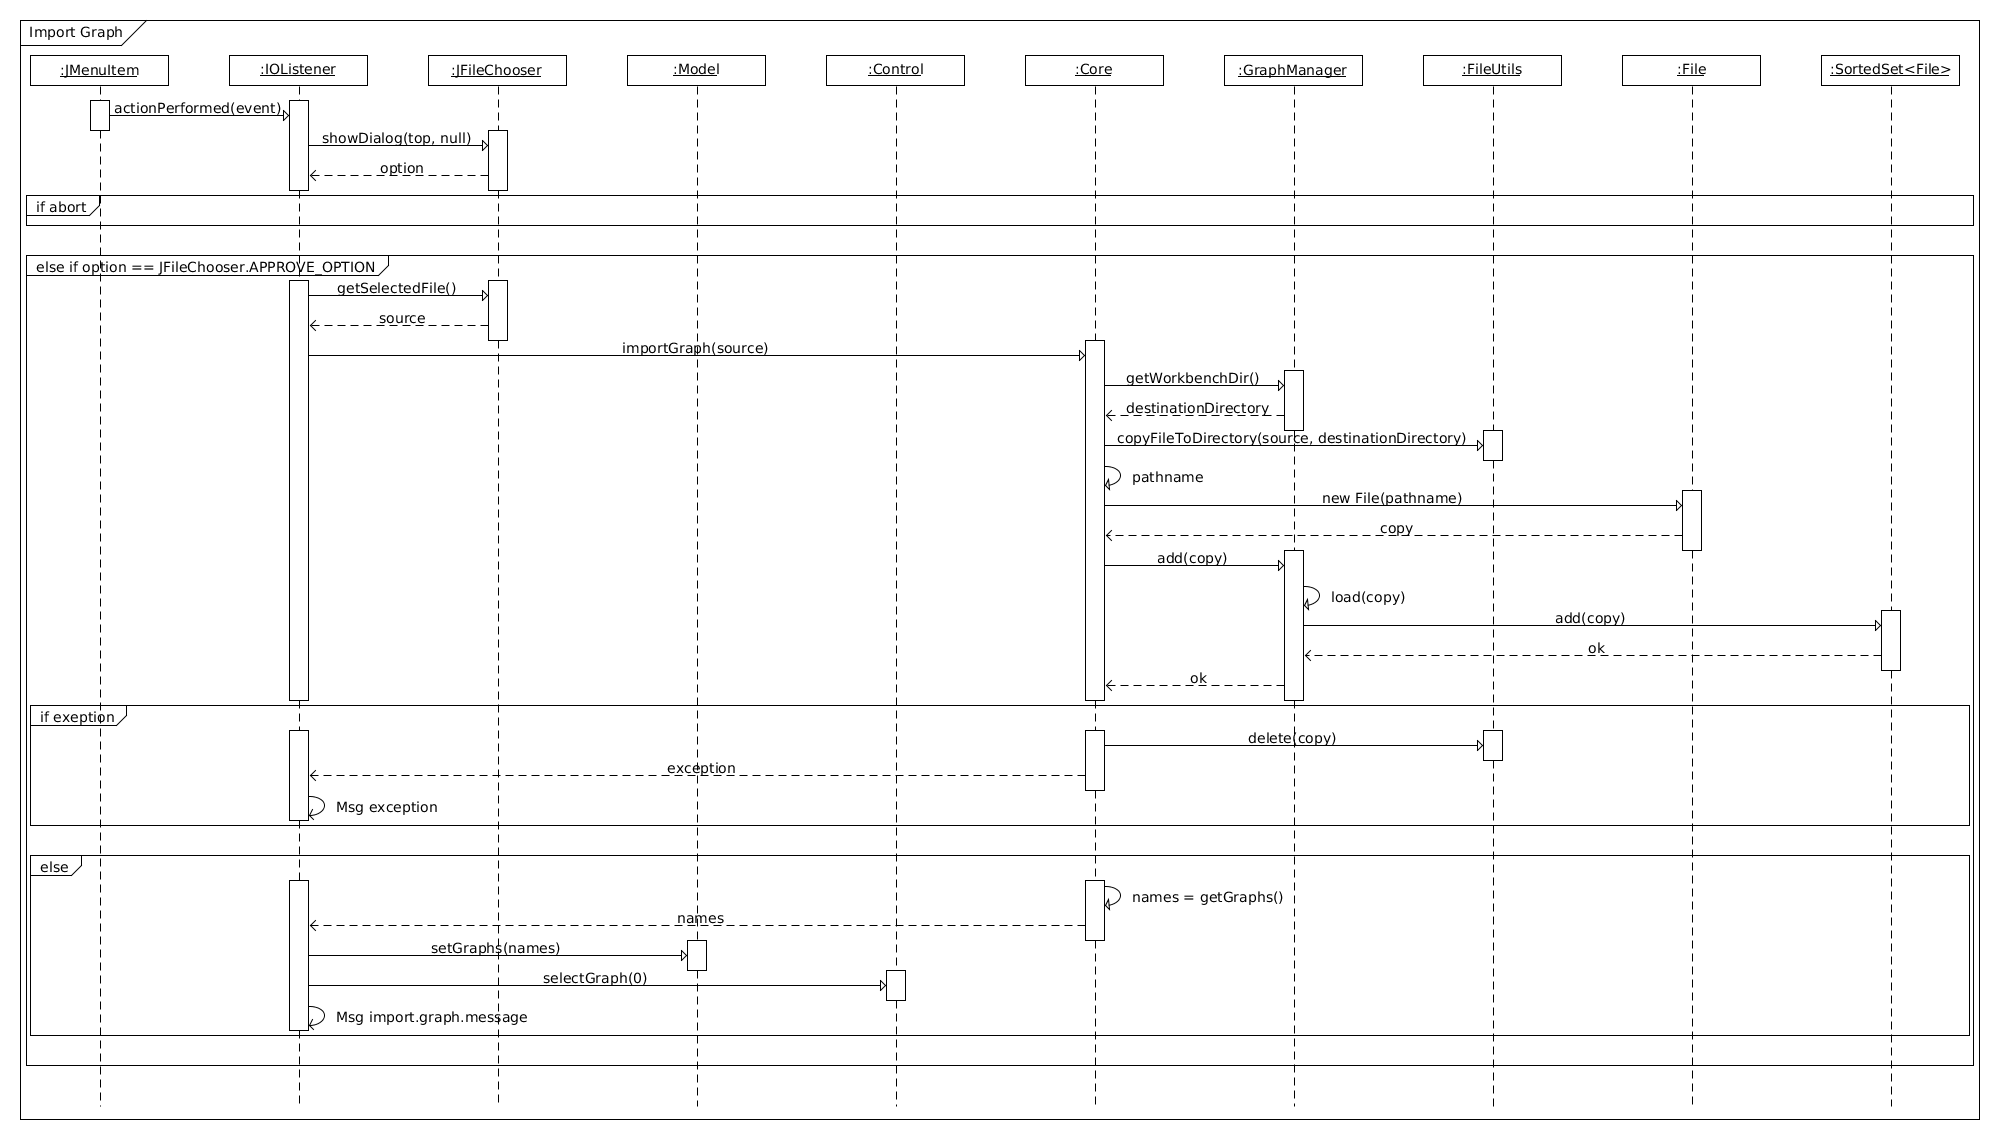 Import Graph
:JMenuItem
:IOListener
:JFileChooser
:Model
:Control
:Core
:GraphManager
:FileUtils
:File
:SortedSet<File>
actionPerformed(event)
showDialog(top, null)
option
if abort
else if option == JFileChooser.APPROVE_OPTION
getSelectedFile()
source
importGraph(source)
getWorkbenchDir()
destinationDirectory
copyFileToDirectory(source, destinationDirectory)
pathname
new File(pathname)
copy
add(copy)
load(copy)
add(copy)
ok
ok
if exeption
delete(copy)
exception
Msg exception
else
names = getGraphs()
names
setGraphs(names)
selectGraph(0)
Msg import.graph.message